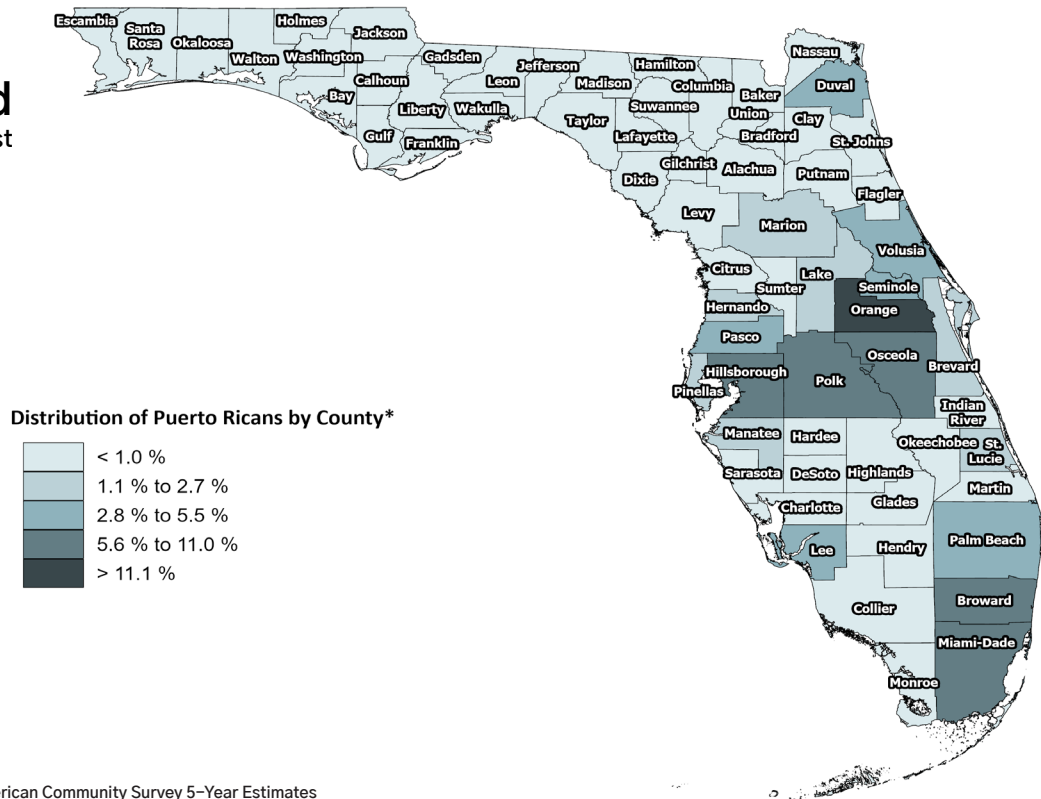 d
st
Escambia
Santa
Rosa
Okaloosa
Walton
Holmes
Washington
Jackson
Calhoun
Bay
Gulf
Liberty
Franklin
Gadsden
Leon
Wakulla
Jefferson
Madison
Taylor
Hamilton
Suwannee
Lafayette
Dixie
Columbia
Gilchrist
Baker
Union
Bradford
Alachua
Levy
Nassau
Duval
Clay
St. Johns
Putnam
Flagler
Marion
Volusia
Citrus
Sumter
Lake
Seminole
Hernando
Orange
Pasco
Osceola
Hillsborough
Polk
Brevard
Pinellas
Indian
River
Manatee
Hardee
Okeechobee
St.
Lucie
Sarasota
DeSoto
Highlands
Martin
Charlotte
Glades
Lee
Hendry
Palm Beach
Collier
Broward
Miami-Dade
Monroe
Distribution of Puerto Ricans by County*
< 1.0 %
1.1 % to 2.7 %
2.8 % to 5.5 %
5.6 % to 11.0 %
> 11.1 %
erican Community Survey 5–Year Estimates